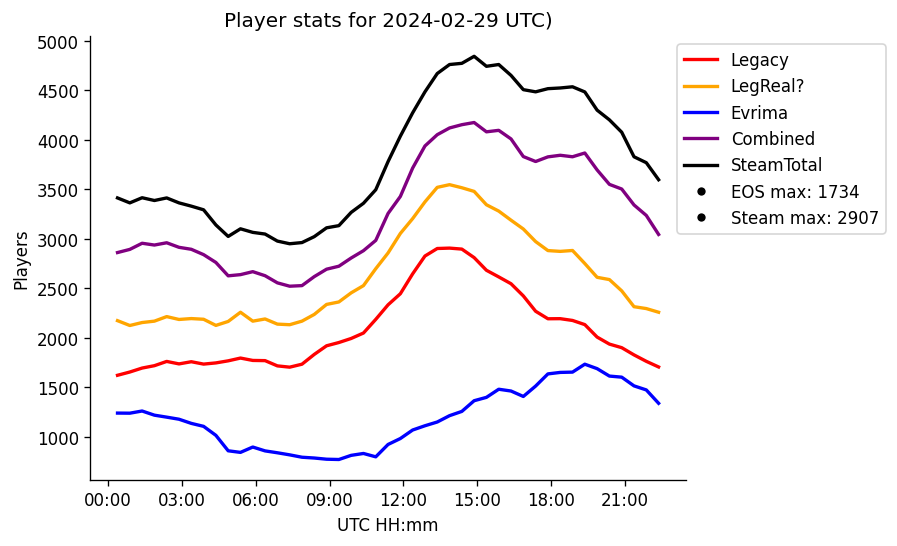 Player stats for 2024-02-29 UTC)
Players
5000
4500
4000
3500
3000
2500
2000
1500
1000
00:00 03:00 06:00 09:00 12:00 15:00 18:00 21:00
UTC HH:mm
Legacy
LegReal?
Evrima
Combined
SteamTotal
EOS max: 1734
Steam max: 2907